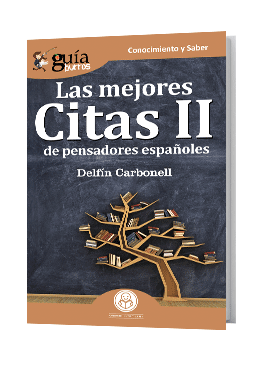 Conocimiento y Saber
guía
burros
Las mejores
Citas II
de pensadores españoles
Delfín Carbonell